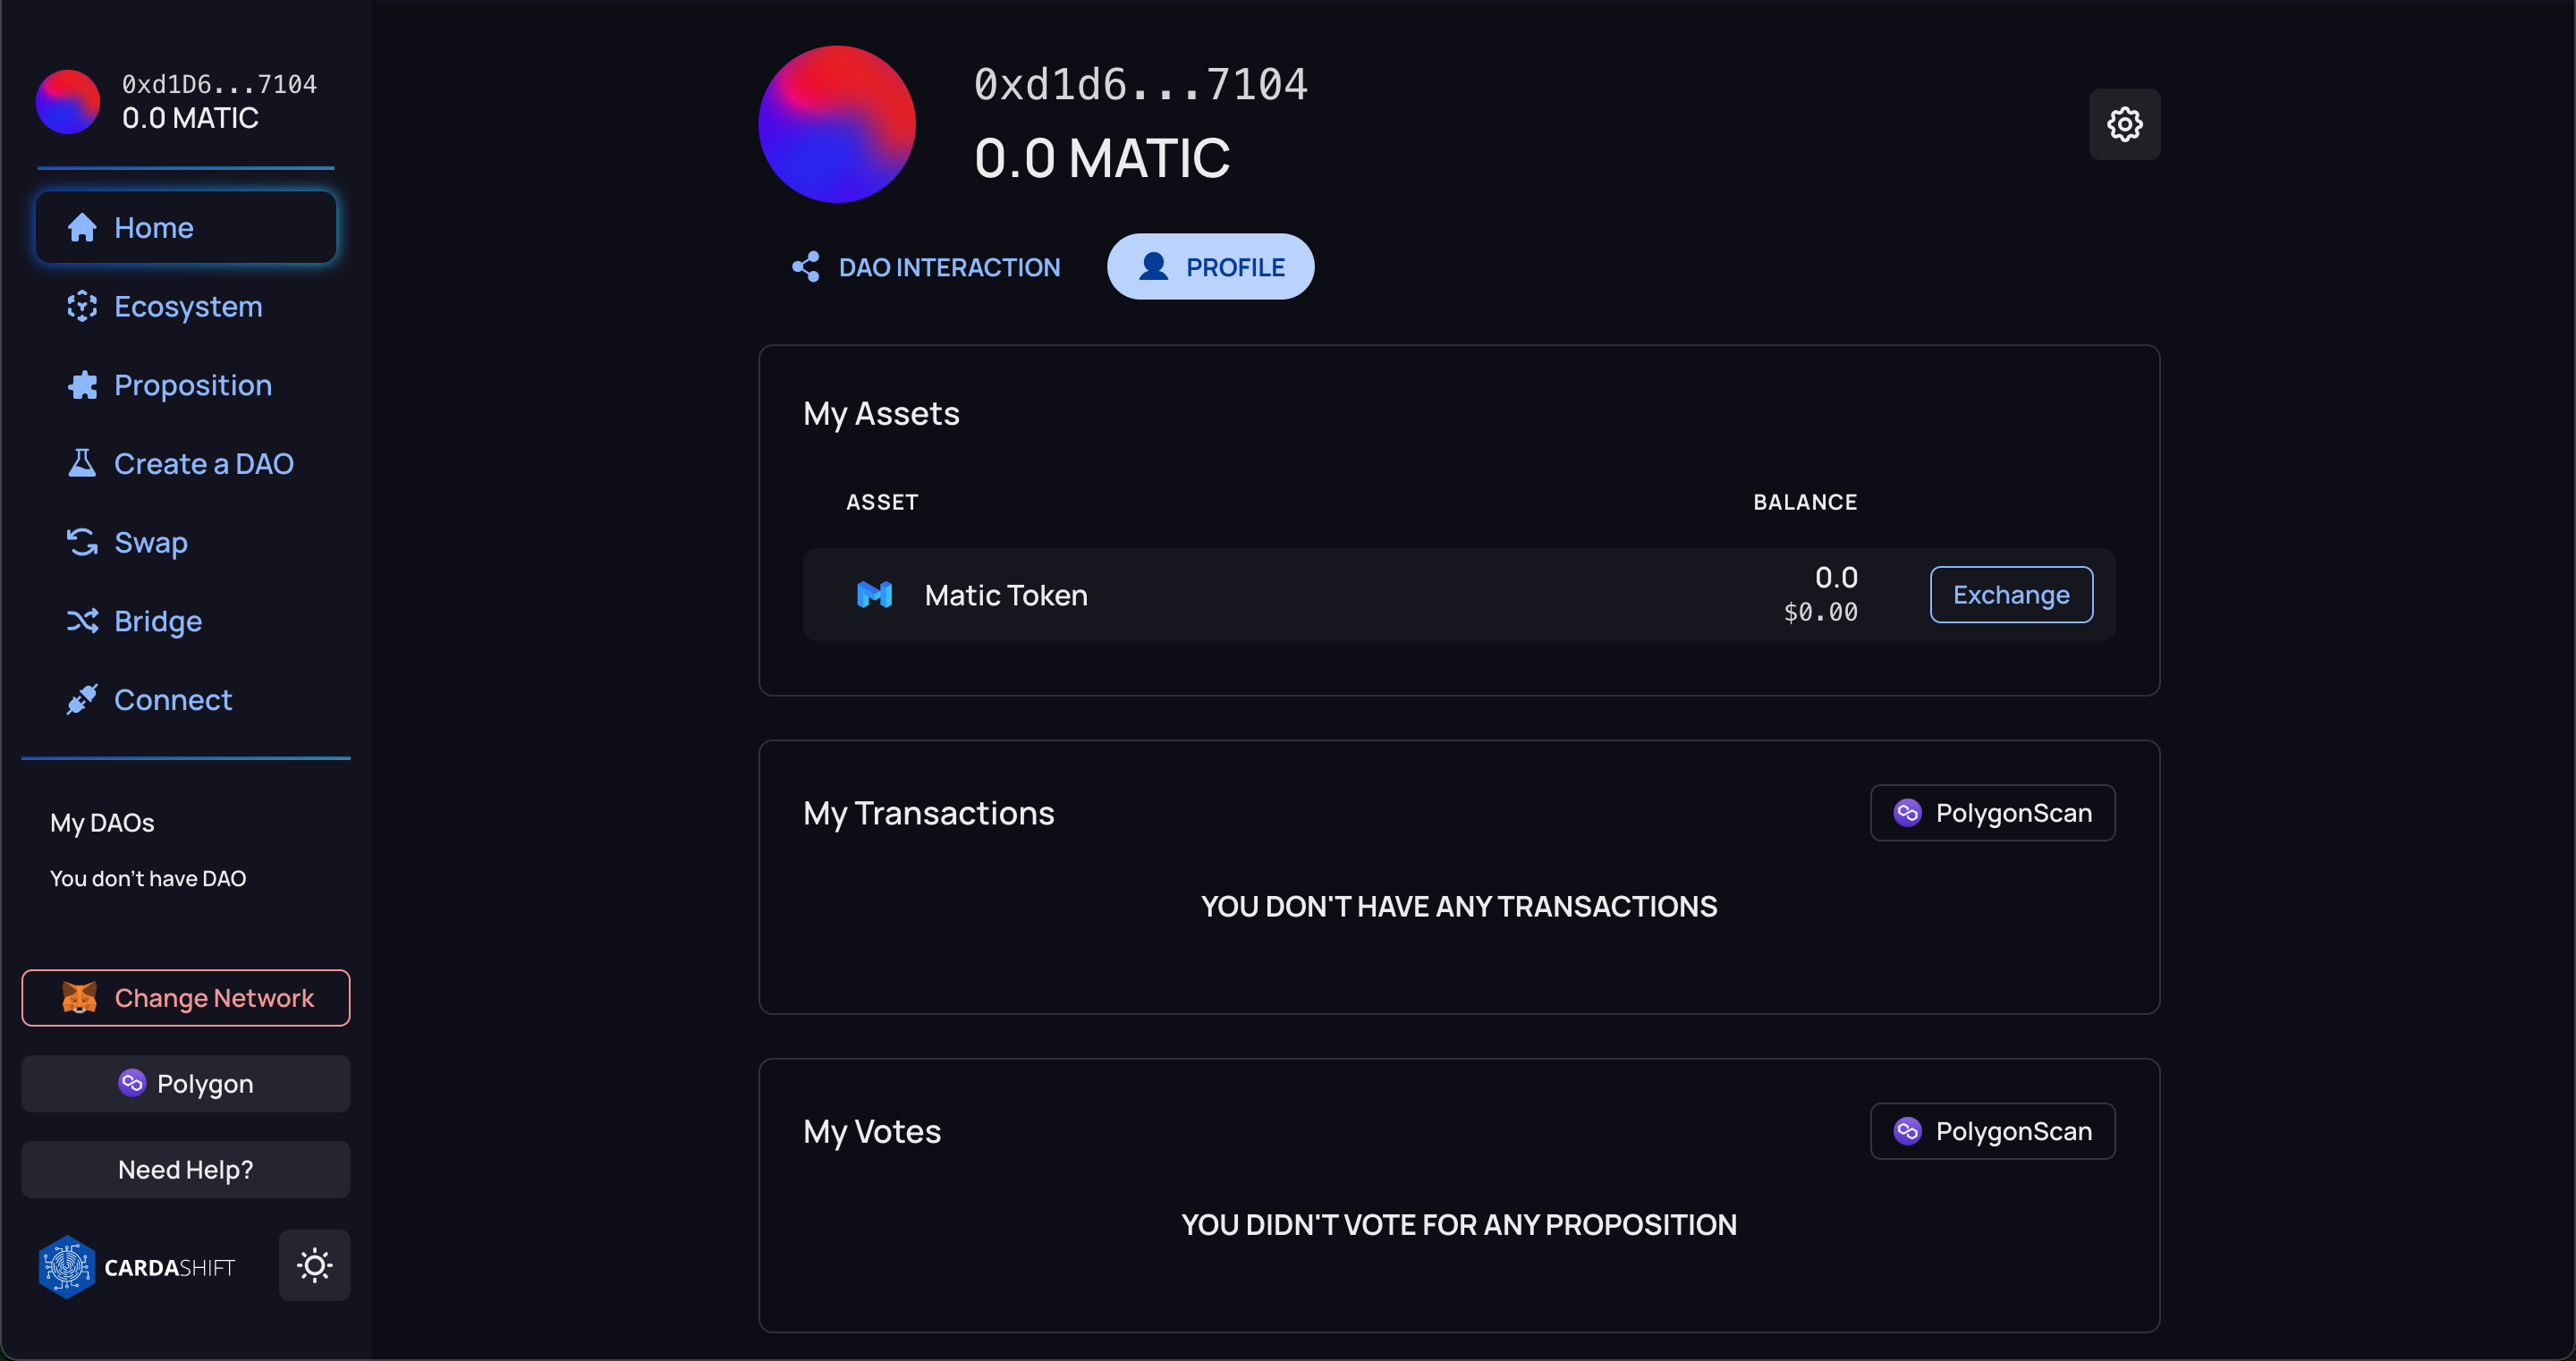 0xd1D6...7104
0.0 MATIC
Home
Ecosystem
Proposition
Create a DAO
Swap
Bridge
Connect
My DAOs
You don't have DAO
Change Network
Polygon
Need Help?
CARDASHIFT
0xd1d6...7104
0.0 MATIC
DAO INTERACTION
PROFILE
My Assets
ASSET BALANCE
Matic Token
0.0
$0.00
Exchange
My Transactions
PolygonScan
YOU DON'T HAVE ANY TRANSACTIONS
My Votes
PolygonScan
YOU DIDN'T VOTE FOR ANY PROPOSITION